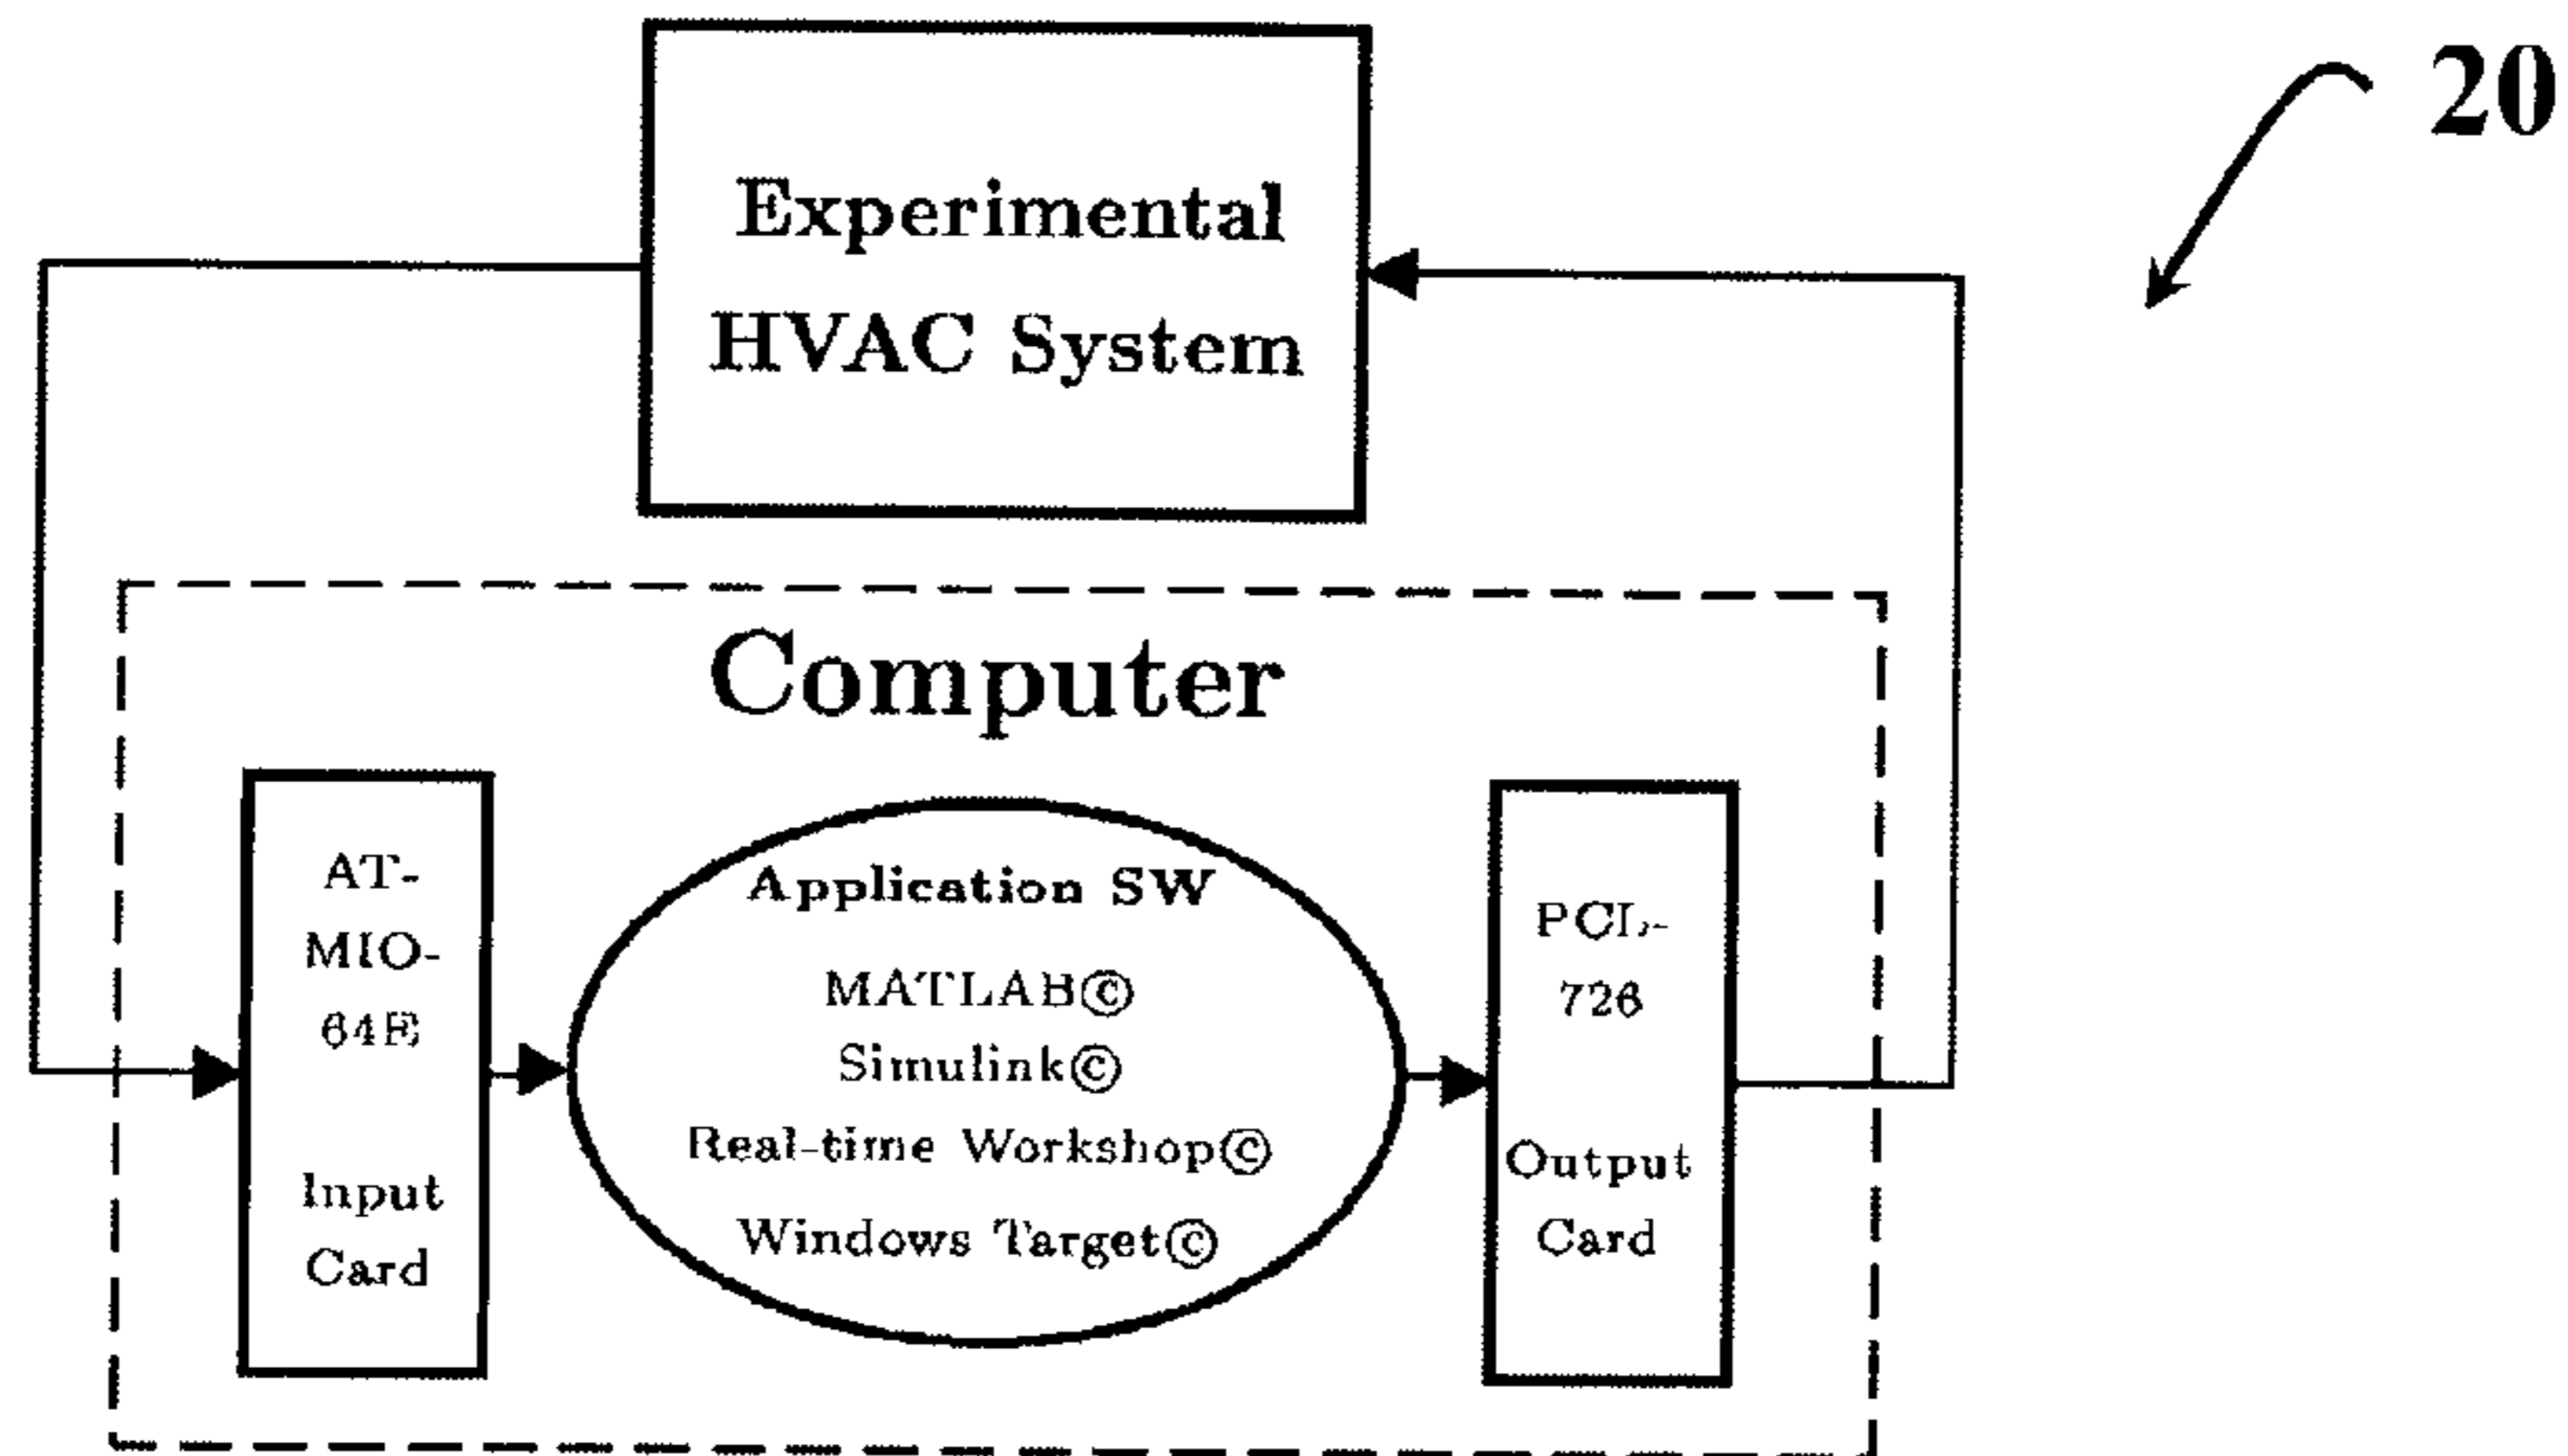 20
Experimental
HVAC System
Computer
AT-
MIO-
64E
Input
Card
Application SW
MATLAB©
Simulink©
Real-time Workshop©
Windows Target©
PCL-
726
Output
Card